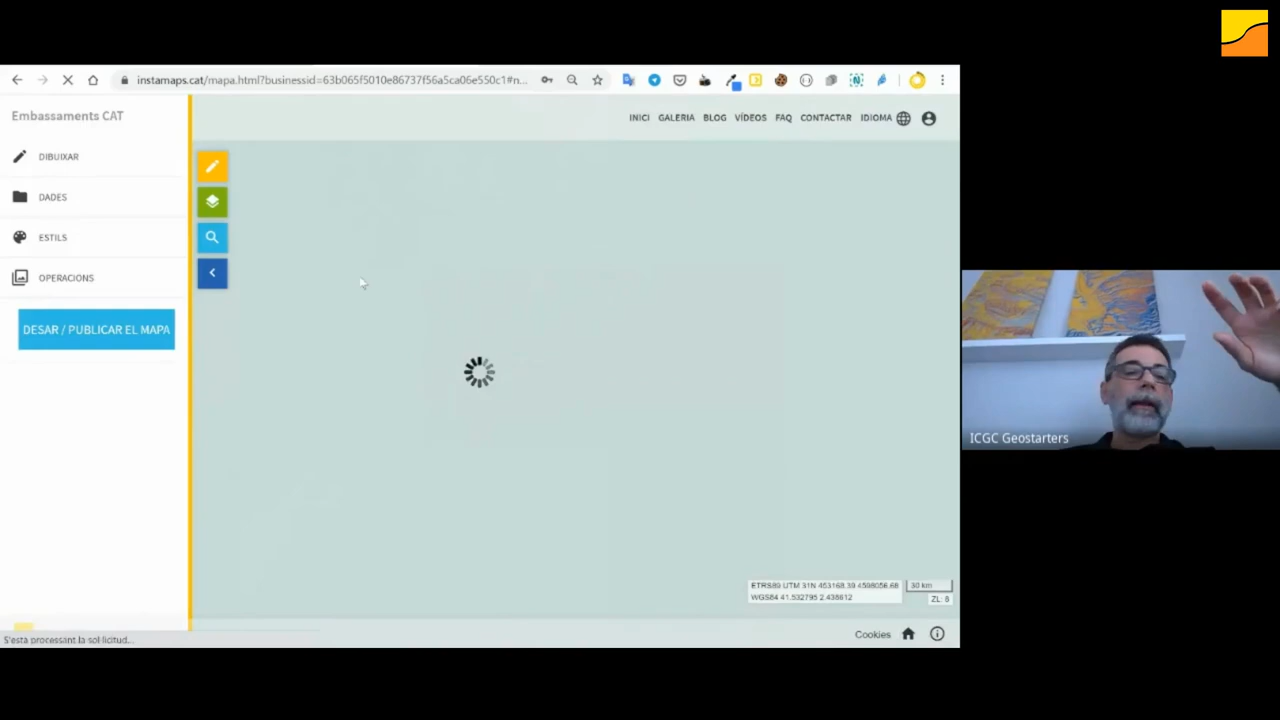 instamaps.cat/mapa.html?businessid=63b065f5010e86737f56a5ca06e550c1#n...
Embassaments CAT
INICI GALERIA BLOG VÍDEOS FAQ CONTACTAR IDIOMA
DIBUIXAR
DADES
ESTILS
OPERACIONS
DESAR / PUBLICAR EL MAPA
ICGC Geostarters
ETRS89 UTM 31N 453168.39 4598056.68
30 km
WGS84 41.532795 2.438612
ZL: 8
Cookies
S'està processant la sol·licitud...